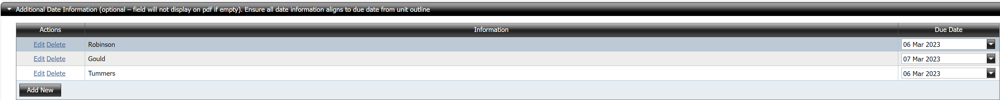 Additional Date Information (optional – field will not display on pdf if empty). Ensure all date information aligns to due date from unit outline
Actions Information Due Date
Edit Delete Robinson 06 Mar 2023
Edit Delete Gould 07 Mar 2023
Edit Delete Tummers 06 Mar 2023
Add New